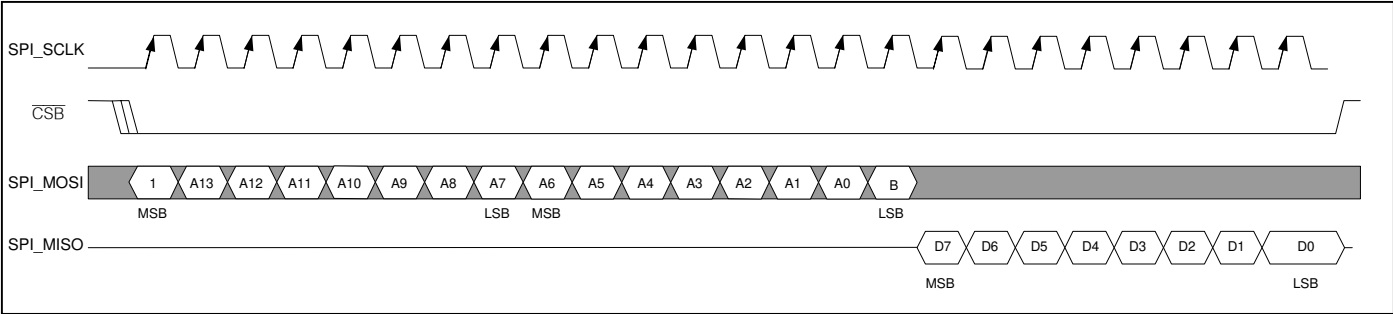 SPI_SCLK
CSB
SPI_MOSI 1 A13 A12 A11 A10 A9 A8 A7 A6 A5 A4 A3 A2 A1 A0 B
MSB LSB MSB LSB
SPI_MISO D7 D6 D5 D4 D3 D2 D1 D0
MSB LSB